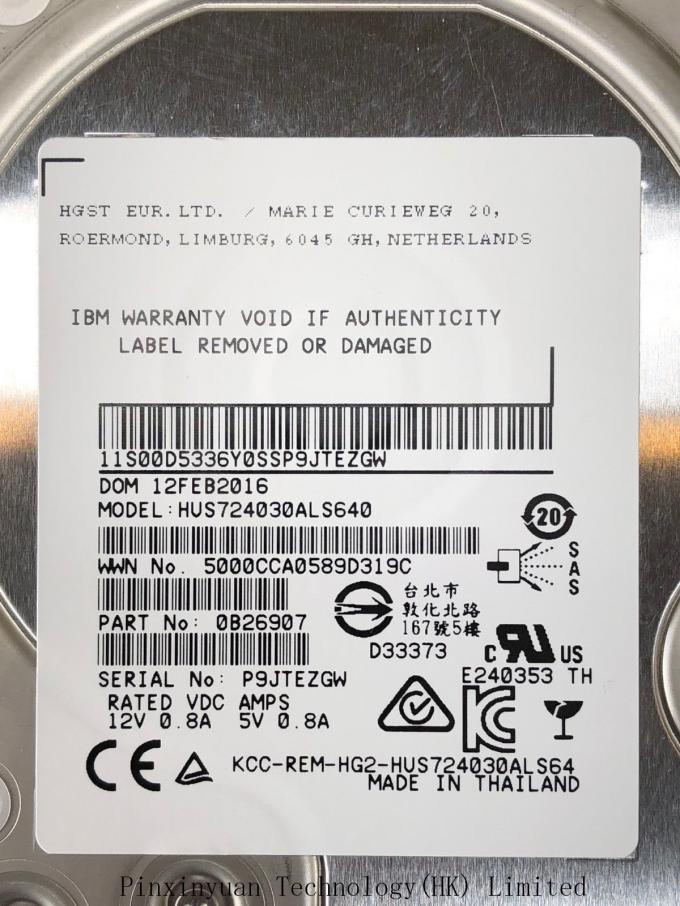 HGST EUR.LTD. / MARIE CURIEWEG 20,
ROERMOND, LIMBURG, 6045 GH, NETHERLANDS
IBM WARRANTY VOID IF AUTHENTICITY
LABEL REMOVED OR DAMAGED
11S00D5336Y0SSP9JTEZGW
DOM 12FEB2016
MODEL: HUS724030ALS640
20
WWN No. 5000CCA0589D319C
SAS
台北市
敦化北路
167號5樓
PART No: 0B26907
D33373
C US
SERIAL No: P9JTEZGW
E240353 TH
RATED VDC AMPS
12V 0.8A 5V 0.8A
CE
KCC-REM-HG2-HUS724030ALS64
MADE IN THAILAND
Pinxinyuan Technology(HK) Limited